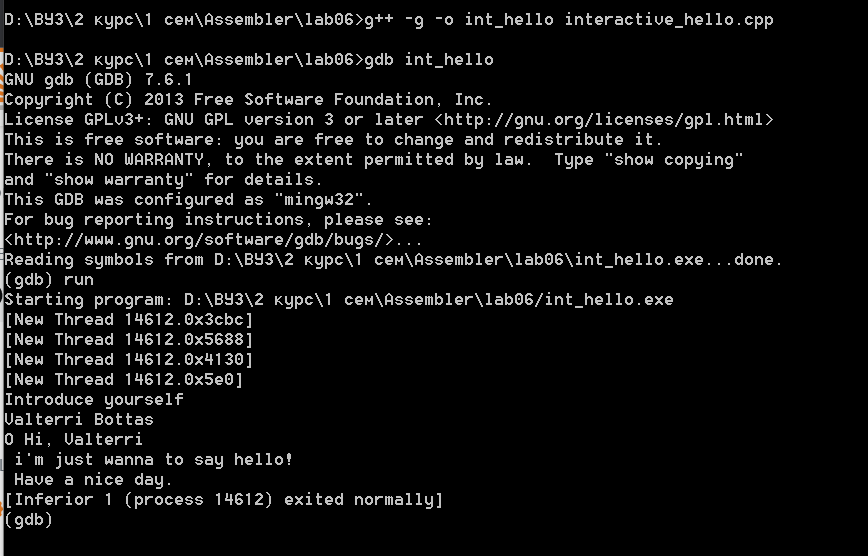 D:\ВУЗ\2 курс\1 сем\Assembler\lab06>g++ -g -o int_hello interactive_hello.cpp
D:\ВУЗ\2 курс\1 сем\Assembler\lab06>gdb int_hello
GNU gdb (GDB) 7.6.1
Copyright (C) 2013 Free Software Foundation, Inc.
License GPLv3+: GNU GPL version 3 or later <http://gnu.org/licenses/gpl.html>
This is free software: you are free to change and redistribute it.
There is NO WARRANTY, to the extent permitted by law.  Type "show copying"
and "show warranty" for details.
This GDB was configured as "mingw32".
For bug reporting instructions, please see:
<http://www.gnu.org/software/gdb/bugs/>...
Reading symbols from D:\ВУЗ\2 курс\1 сем\Assembler\lab06\int_hello.exe...done.
(gdb) run
Starting program: D:\ВУЗ\2 курс\1 сем\Assembler\lab06/int_hello.exe
[New Thread 14612.0x3cbc]
[New Thread 14612.0x5688]
[New Thread 14612.0x4130]
[New Thread 14612.0x5e0]
Introduce yourself
Valterri Bottas
O Hi, Valterri
 i'm just wanna to say hello!
 Have a nice day.
[Inferior 1 (process 14612) exited normally]
(gdb)